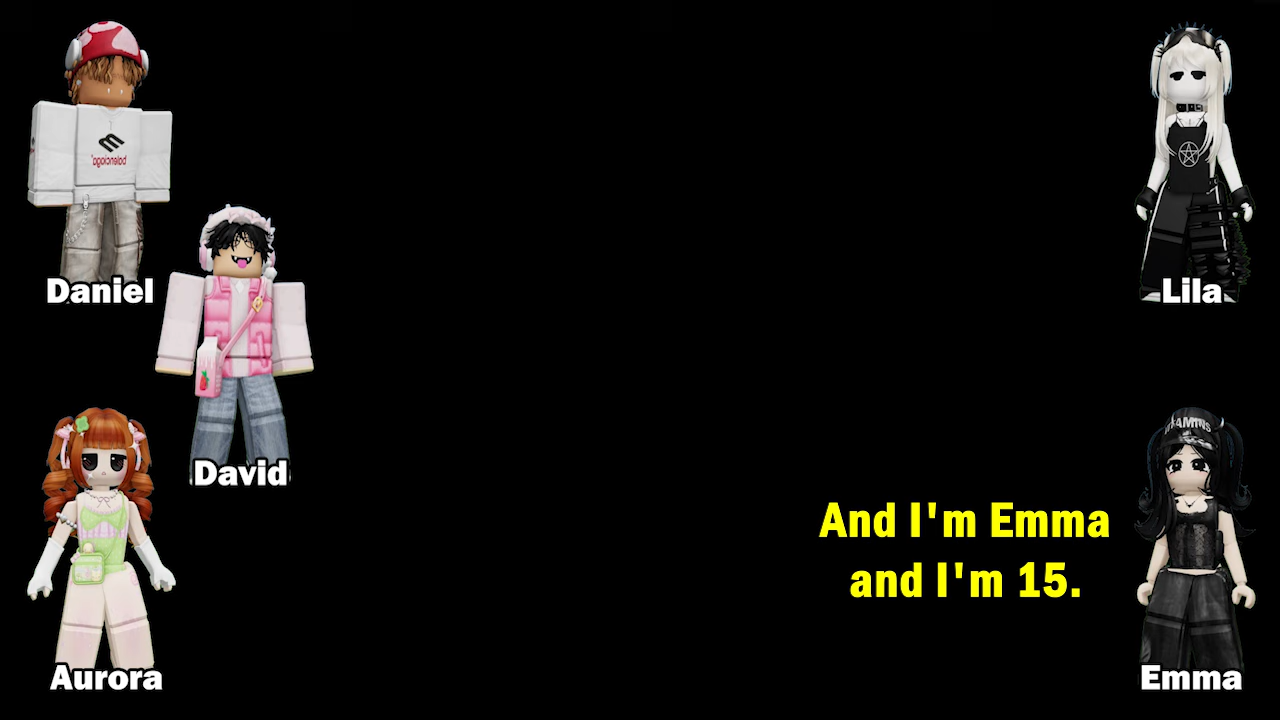 Daniel
Lila
David
And I'm Emma
and I'm 15.
Aurora
Emma